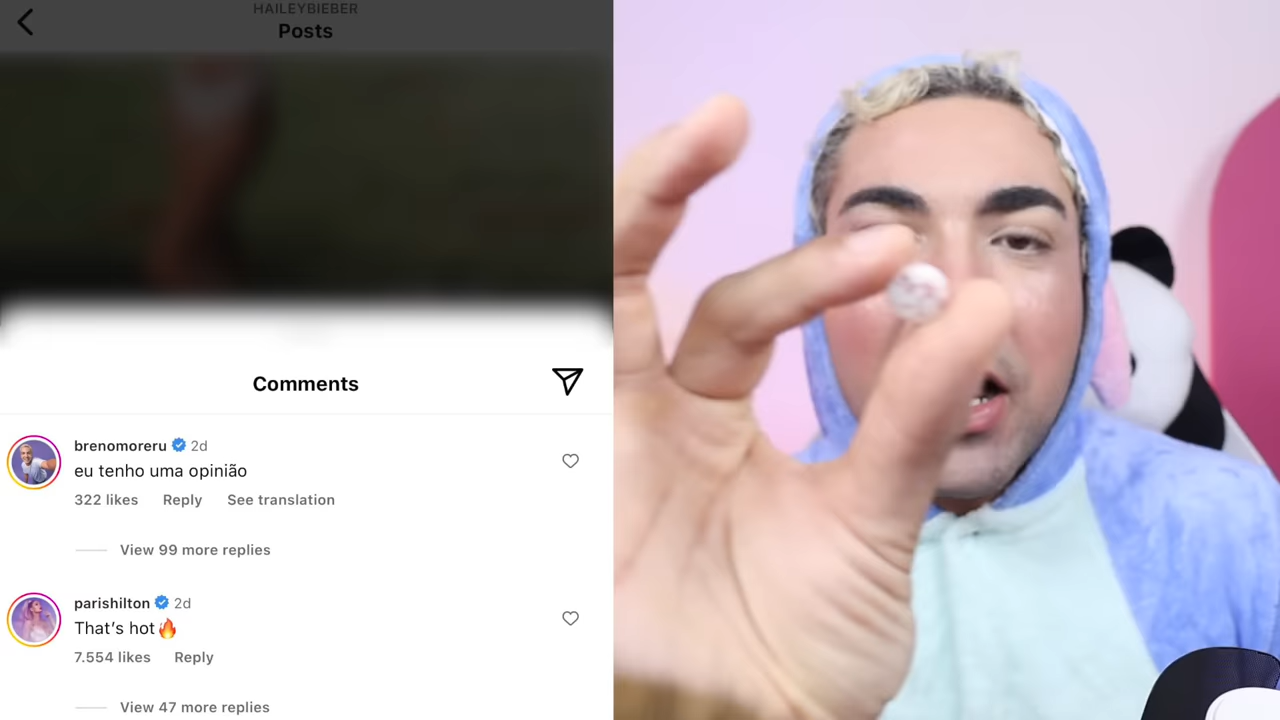 HAILEYBIEBER
Posts
Comments
brenomoreru 2d
eu tenho uma opinião
322 likes Reply See translation
View 99 more replies
parishilton 2d
That’s hot🔥
7.554 likes Reply
View 47 more replies